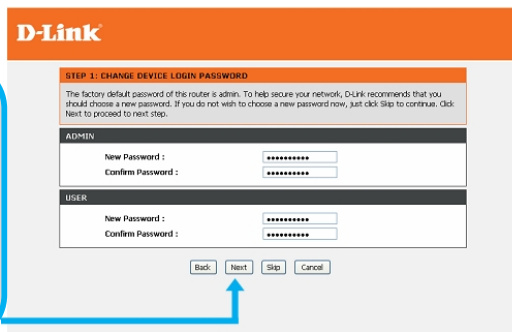 D-Link
STEP 1: CHANGE DEVICE LOGIN PASSWORD
The factory default password of this router is admin. To help secure your network, D-Link recommends that you
should choose a new password. If you do not wish to choose a new password now, just click Skip to continue. Click
Next to proceed to next step.
ADMIN
New Password :
Confirm Password :
USER
New Password :
Confirm Password :
Back Next Skip Cancel